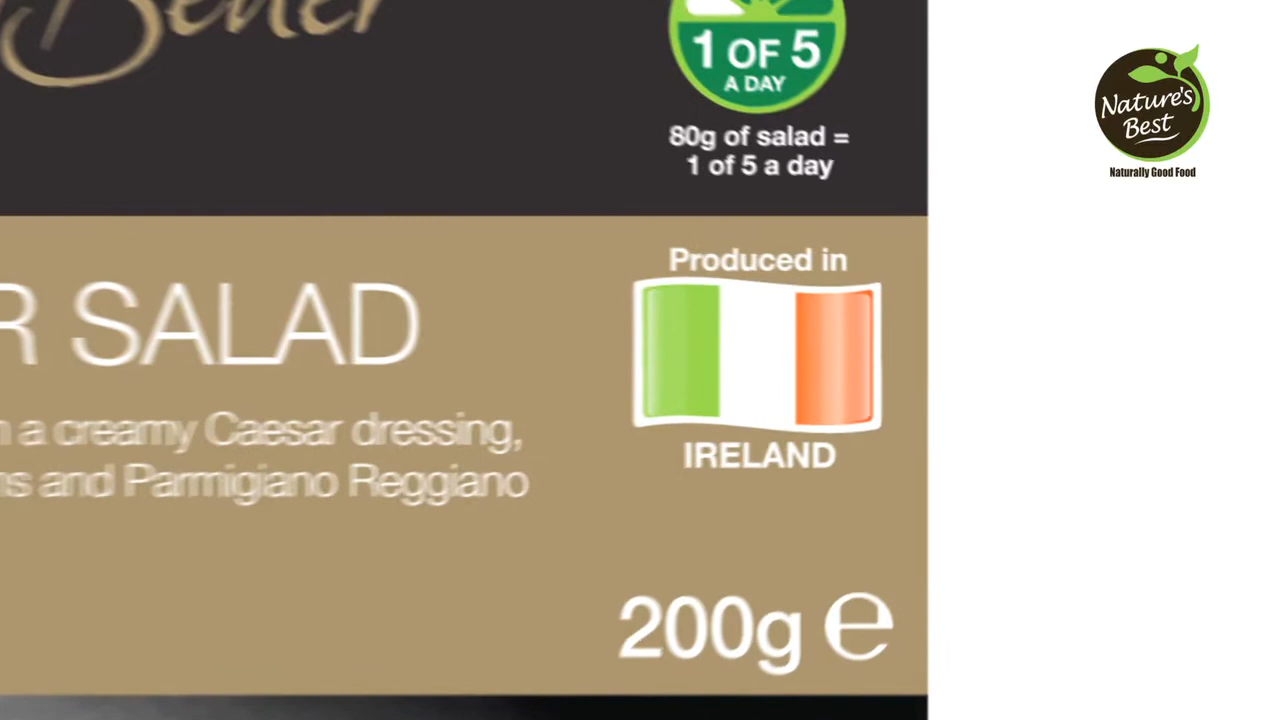 Better
1 OF 5
A DAY
80g of salad =
1 of 5 a day
Nature's
Best
Naturally Good Food
Produced in
IRELAND
R SALAD
a creamy Caesar dressing,
and Parmigiano Reggiano
200g ℮